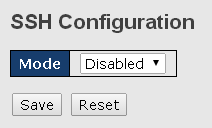 SSH Configuration
Mode Disabled
Save Reset